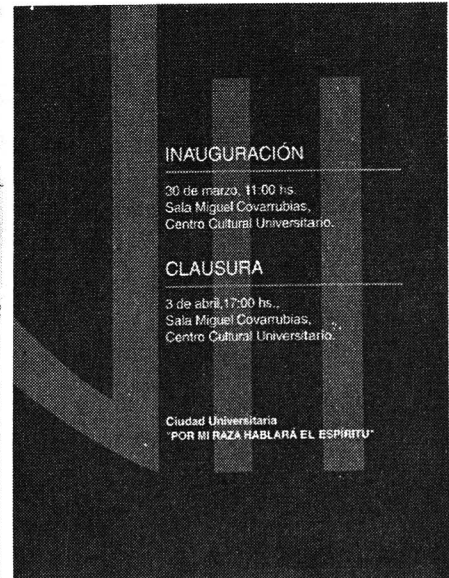 INAUGURACIÓN
30 de marzo, 11:00 hs.
Sala Miguel Covarrubias,
Centro Cultural Universitario.
CLAUSURA
3 de abril,17:00 hs.,
Sala Miguel Covarrubias,
Centro Cultural Universitario.
Ciudad Universitaria
"POR MI RAZA HABLARÁ EL ESPÍRITU"